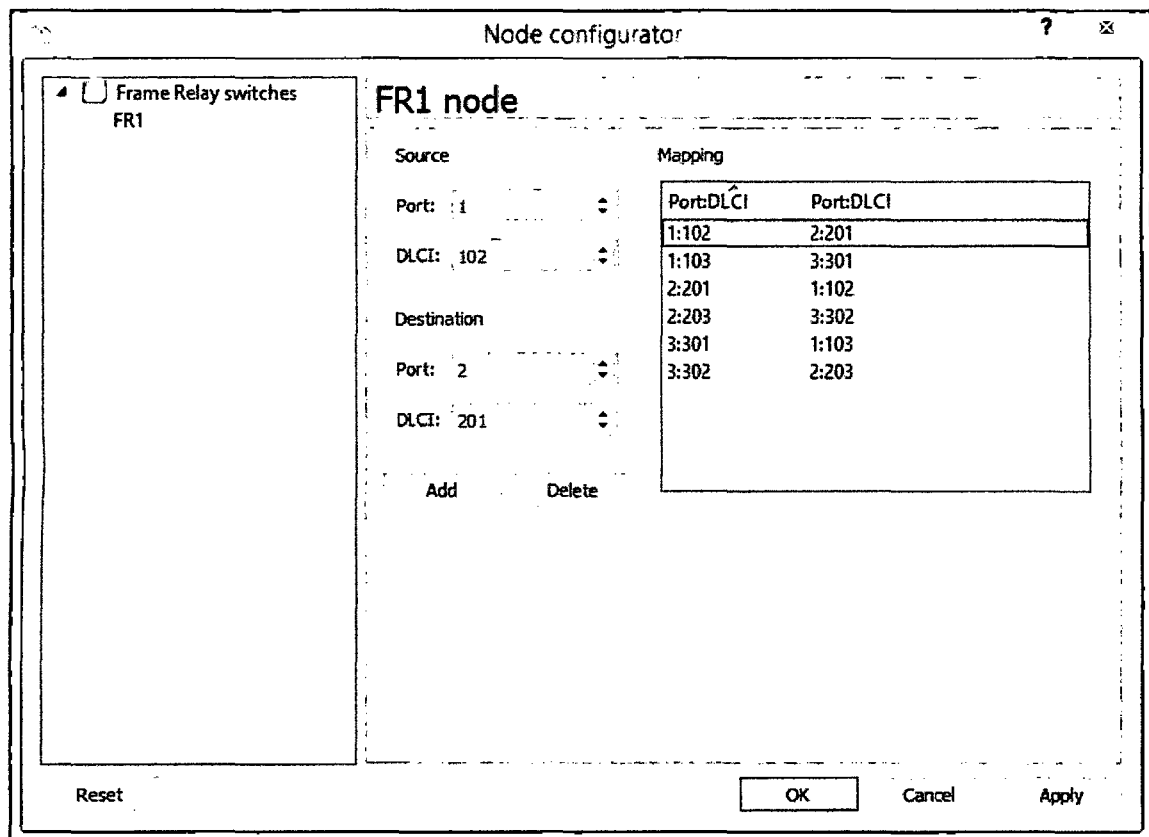 Node configurator ?
Frame Relay switches
FR1
FR1 node
Source
Port: 1
DLCI: 102
Destination
Port: 2
DLCI: 201
Add Delete
Mapping
Port:DLCI Port:DLCI
1:102 2:201
1:103 3:301
2:201 1:102
2:203 3:302
3:301 1:103
3:302 2:203
Reset OK Cancel Apply